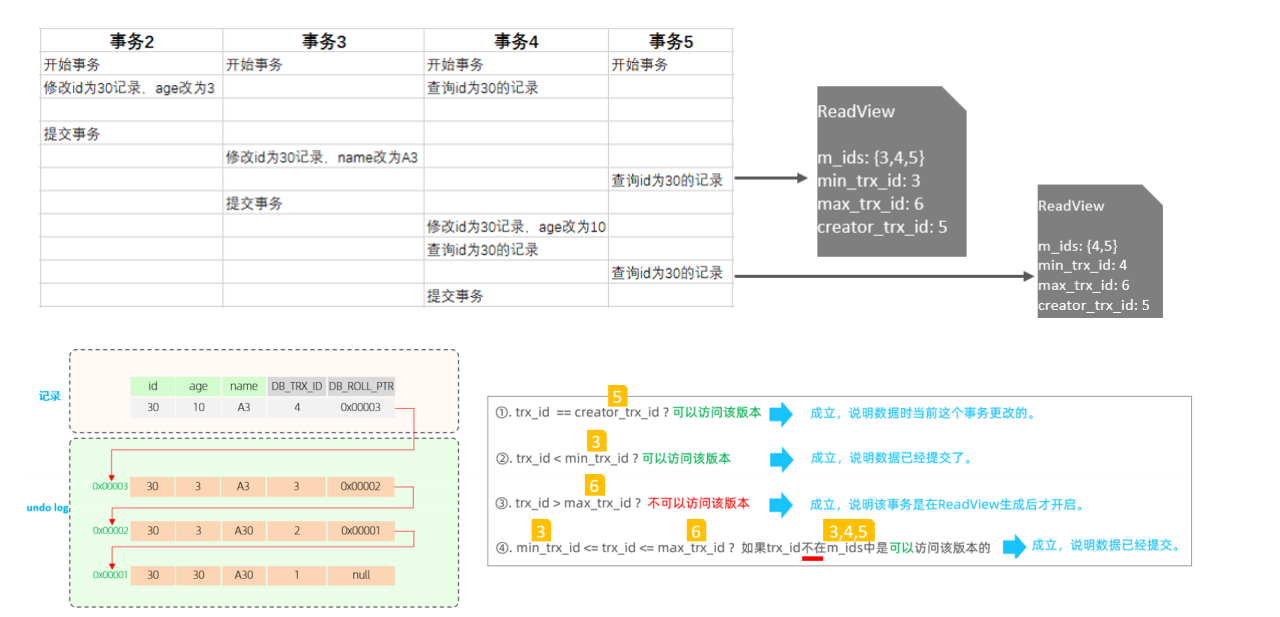 事务2 事务3 事务4 事务5
开始事务 开始事务 开始事务 开始事务
修改id为30记录，age改为3 查询id为30的记录
提交事务
修改id为30记录，name改为A3
查询id为30的记录
提交事务
修改id为30记录，age改为10
查询id为30的记录
查询id为30的记录
提交事务
ReadView
m_ids: {3,4,5}
min_trx_id: 3
max_trx_id: 6
creator_trx_id: 5
ReadView
m_ids: {4,5}
min_trx_id: 4
max_trx_id: 6
creator_trx_id: 5
记录
id age name DB_TRX_ID DB_ROLL_PTR
30 10 A3 4 0x00003
undo log
0x00003 30 3 A3 3 0x00002
0x00002 30 3 A30 2 0x00001
0x00001 30 30 A30 1 null
5
①. trx_id == creator_trx_id ? 可以访问该版本 成立，说明数据时当前这个事务更改的。
3
②. trx_id < min_trx_id ? 可以访问该版本 成立，说明数据已经提交了。
6
③. trx_id > max_trx_id ? 不可以访问该版本 成立，说明该事务是在ReadView生成后才开启。
3 6 3,4,5
④. min_trx_id <= trx_id <= max_trx_id ? 如果trx_id不在m_ids中是可以访问该版本的 成立，说明数据已经提交。